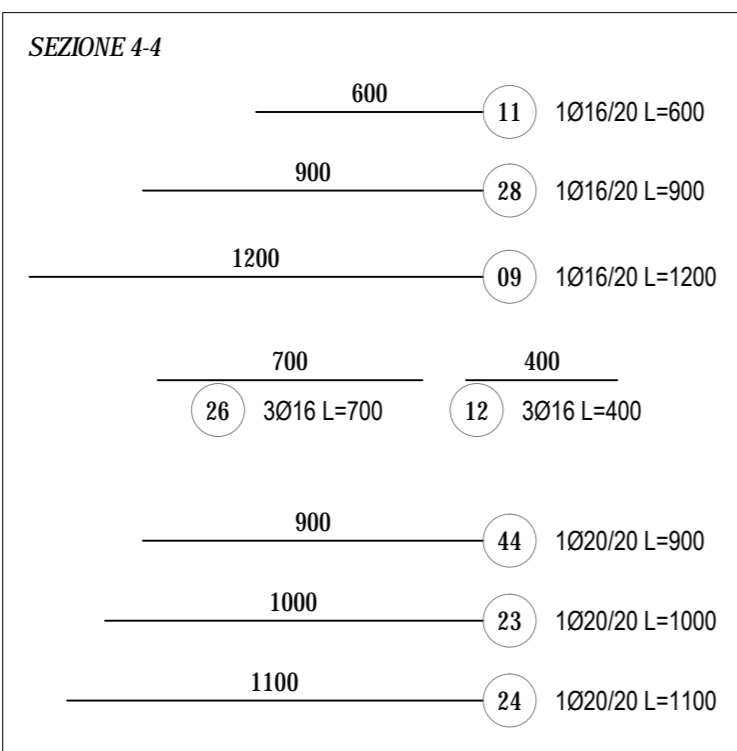 SEZIONE 4-4
600
11 1Ø16/20 L=600
900
28 1Ø16/20 L=900
1200
09 1Ø16/20 L=1200
700 400
26 3Ø16 L=700 12 3Ø16 L=400
900
44 1Ø20/20 L=900
1000
23 1Ø20/20 L=1000
1100
24 1Ø20/20 L=1100